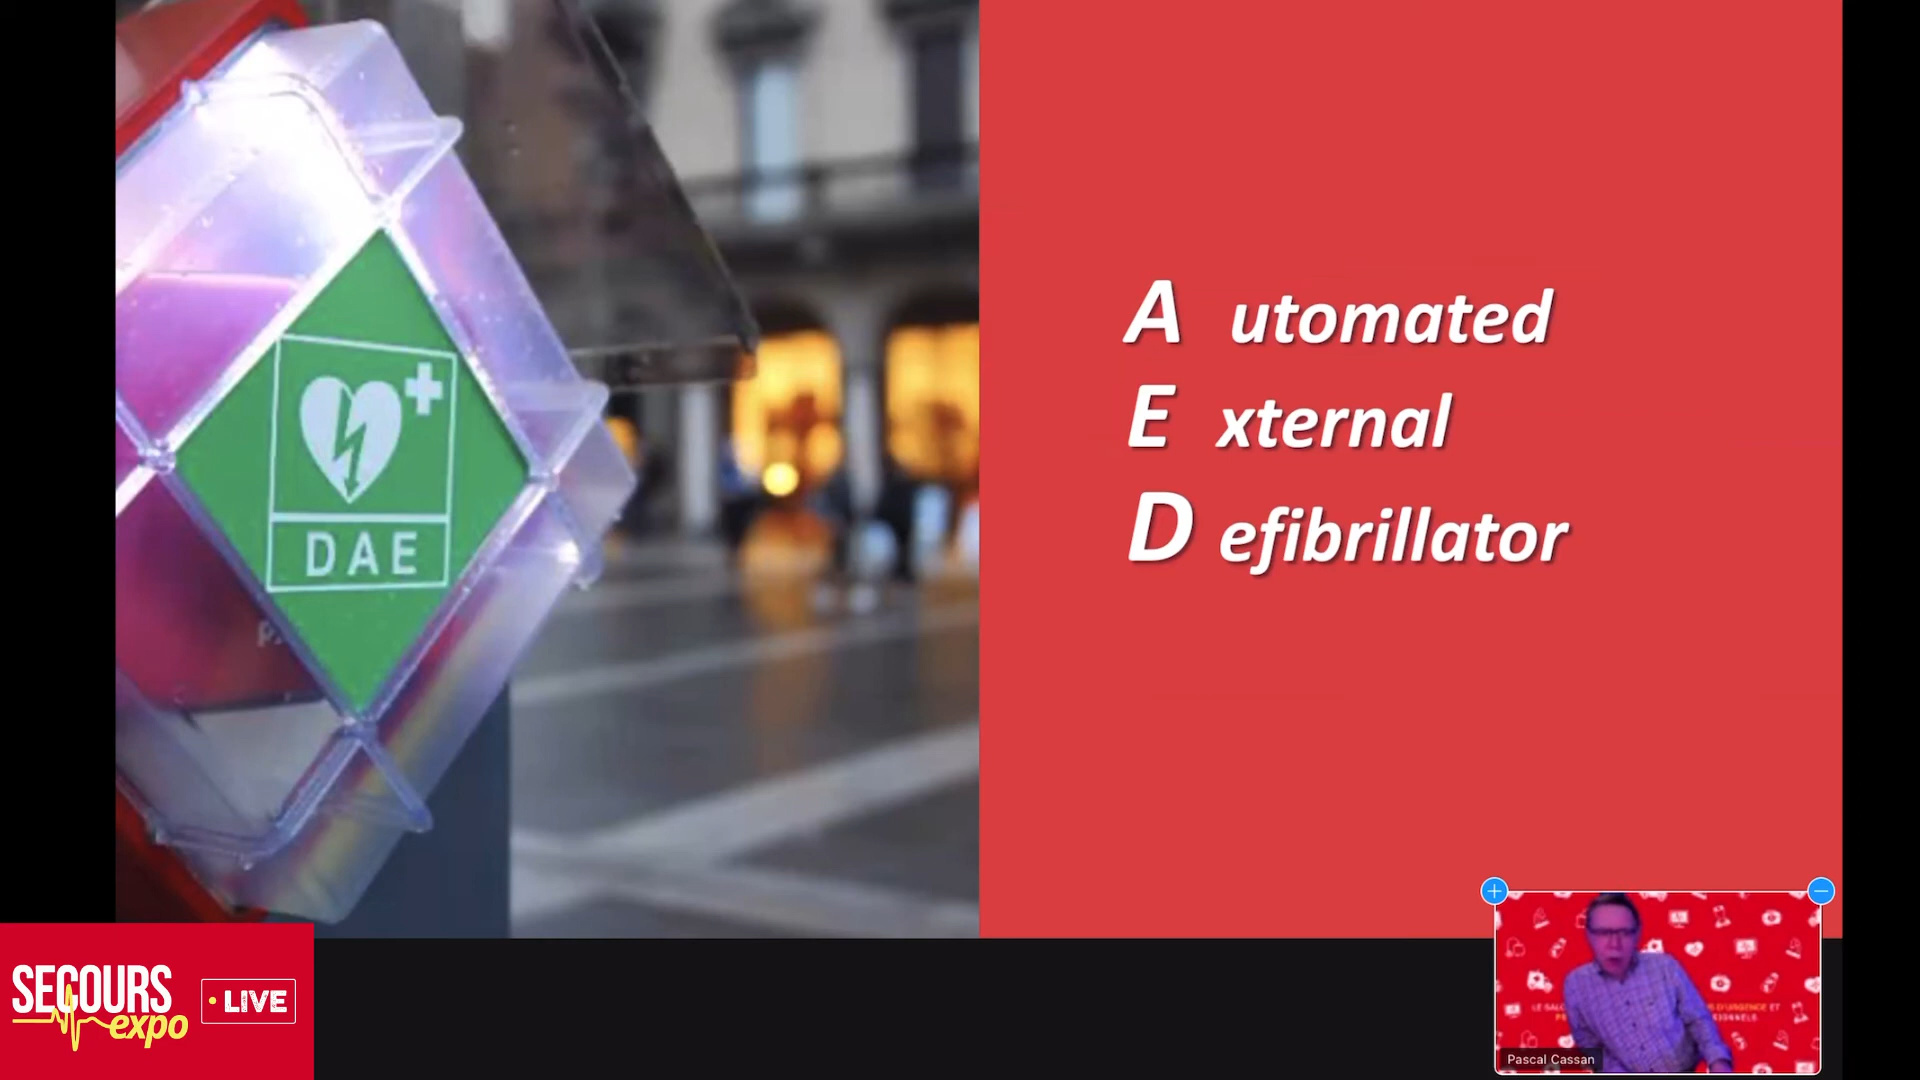 DAE
A utomated
E xternal
D efibrillator
SECOURS
expo
LIVE
Pascal Cassan